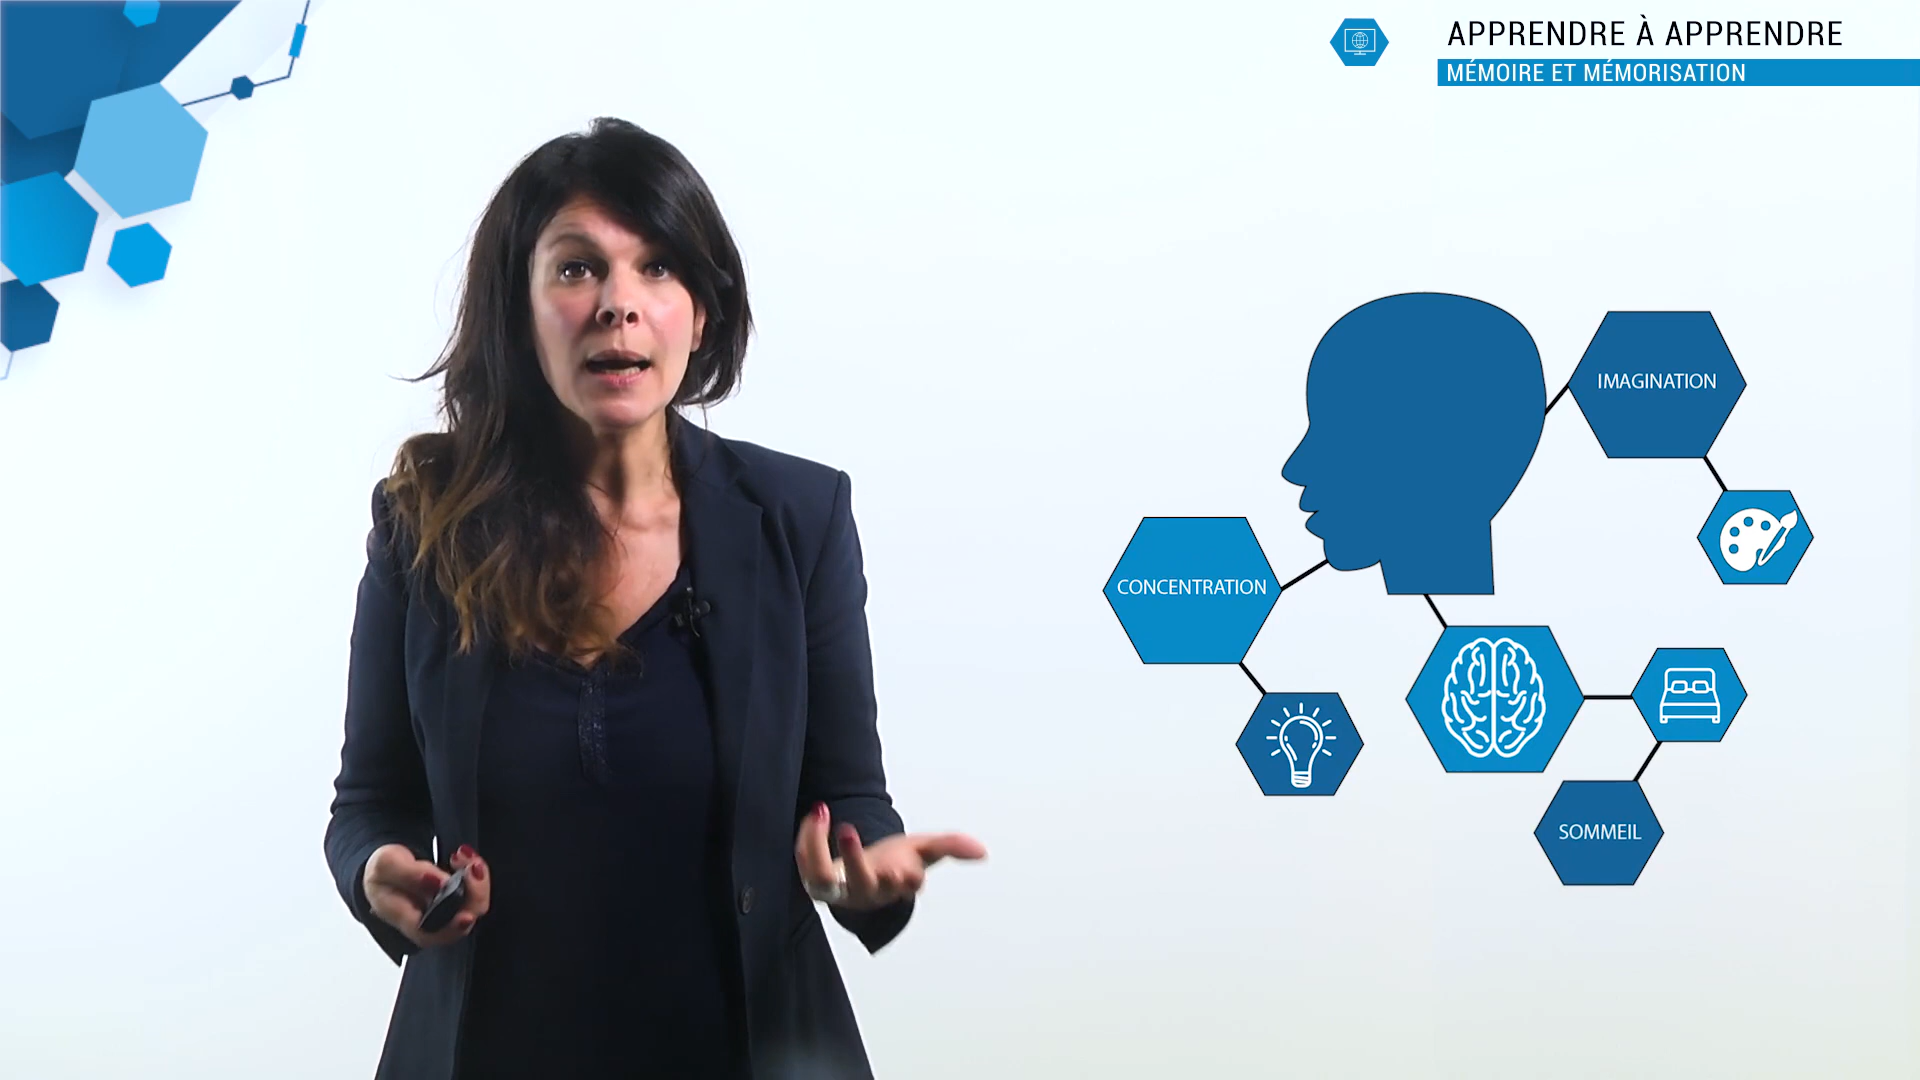 APPRENDRE À APPRENDRE
MÉMOIRE ET MÉMORISATION
IMAGINATION
CONCENTRATION
SOMMEIL